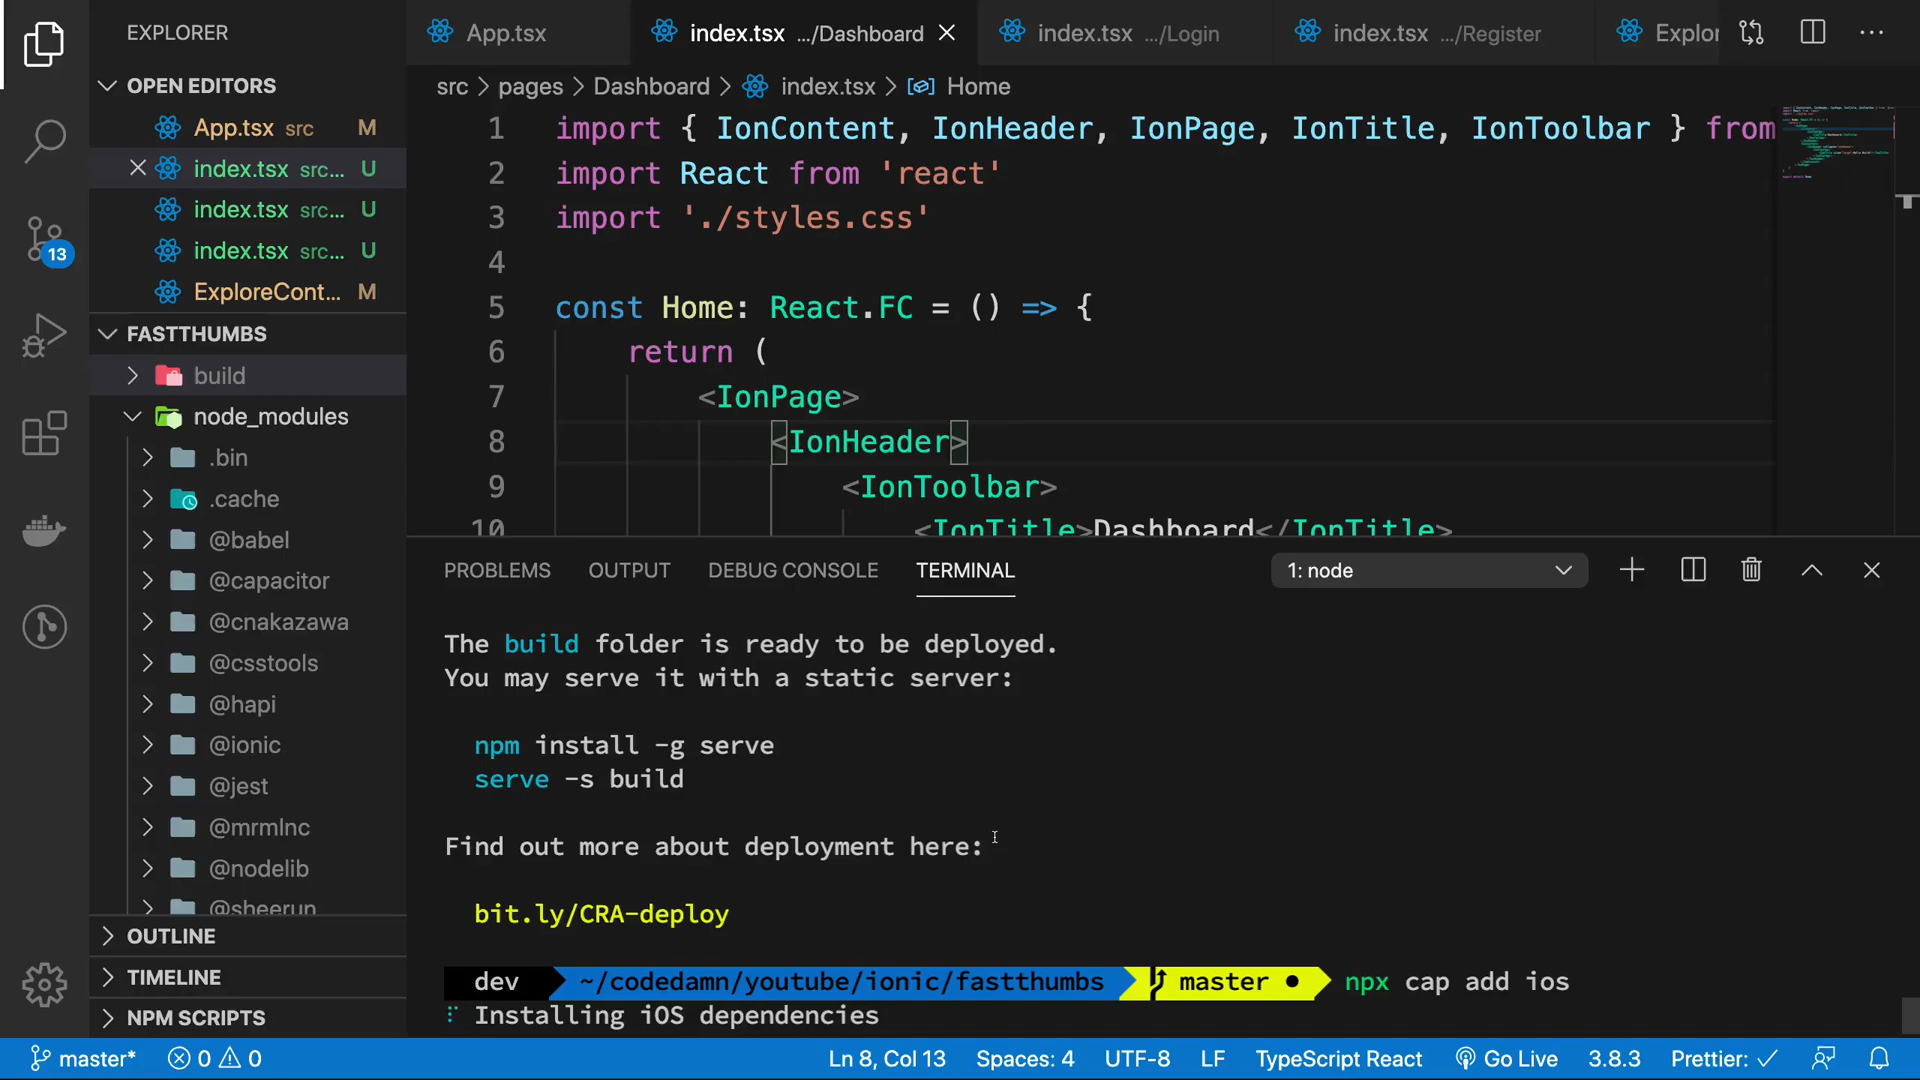 EXPLORER
App.tsx
index.tsx .../Dashboard
index.tsx .../Login
index.tsx .../Register
Explor
OPEN EDITORS
App.tsx src M
index.tsx src... U
index.tsx src... U
index.tsx src... U
ExploreCont... M
FASTTHUMBS
build
node_modules
.bin
.cache
@babel
@capacitor
@cnakazawa
@csstools
@hapi
@ionic
@jest
@mrmlnc
@nodelib
@sheerun
OUTLINE
TIMELINE
NPM SCRIPTS
13
src > pages > Dashboard > index.tsx > Home
1 import { IonContent, IonHeader, IonPage, IonTitle, IonToolbar } from
2 import React from 'react'
3 import './styles.css'
4
5 const Home: React.FC = () => {
6 return (
7 <IonPage>
8 <IonHeader>
9 <IonToolbar>
10 <IonTitle>Dashboard</IonTitle>
PROBLEMS OUTPUT DEBUG CONSOLE TERMINAL 1: node
The build folder is ready to be deployed.
You may serve it with a static server:
npm install -g serve
serve -s build
Find out more about deployment here:
bit.ly/CRA-deploy
dev ~/codedamn/youtube/ionic/fastthumbs master ● npx cap add ios
Installing iOS dependencies
master* 0 0 Ln 8, Col 13 Spaces: 4 UTF-8 LF TypeScript React Go Live 3.8.3 Prettier: ✓